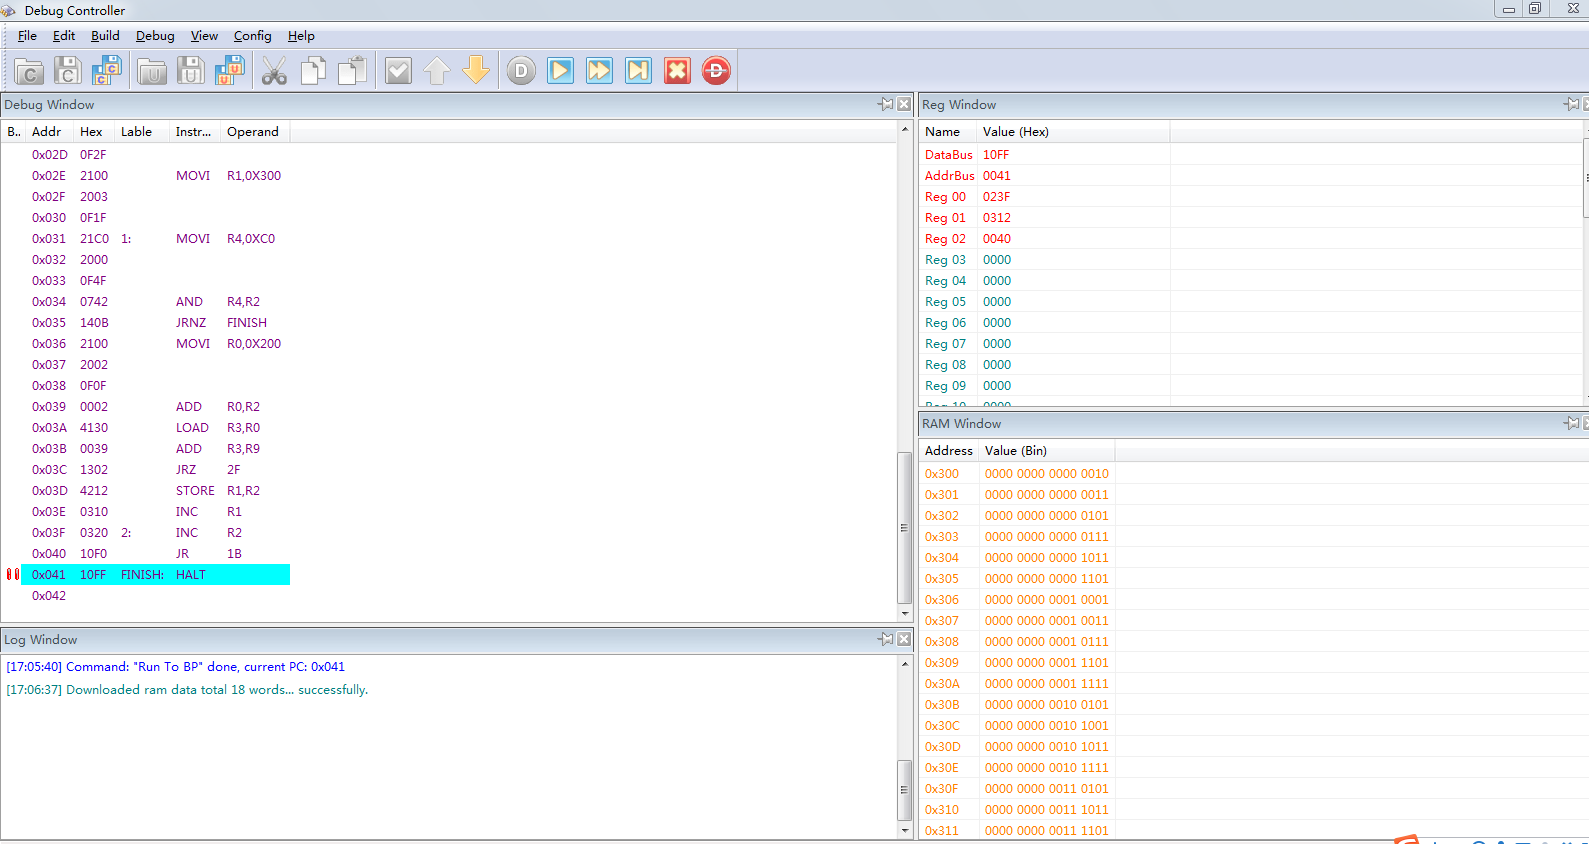 Debug Controller
File Edit Build Debug View Config Help
Debug Window
B.. Addr Hex Lable Instr... Operand
0x02D 0F2F
0x02E 2100 MOVI R1,0X300
0x02F 2003
0x030 0F1F
0x031 21C0 1: MOVI R4,0XC0
0x032 2000
0x033 0F4F
0x034 0742 AND R4,R2
0x035 140B JRNZ FINISH
0x036 2100 MOVI R0,0X200
0x037 2002
0x038 0F0F
0x039 0002 ADD R0,R2
0x03A 4130 LOAD R3,R0
0x03B 0039 ADD R3,R9
0x03C 1302 JRZ 2F
0x03D 4212 STORE R1,R2
0x03E 0310 INC R1
0x03F 0320 2: INC R2
0x040 10F0 JR 1B
0x041 10FF FINISH: HALT
0x042
Log Window
[17:05:40] Command: "Run To BP" done, current PC: 0x041
[17:06:37] Downloaded ram data total 18 words... successfully.
Reg Window
Name Value (Hex)
DataBus 10FF
AddrBus 0041
Reg 00 023F
Reg 01 0312
Reg 02 0040
Reg 03 0000
Reg 04 0000
Reg 05 0000
Reg 06 0000
Reg 07 0000
Reg 08 0000
Reg 09 0000
Reg 10 0000
RAM Window
Address Value (Bin)
0x300 0000 0000 0000 0010
0x301 0000 0000 0000 0011
0x302 0000 0000 0000 0101
0x303 0000 0000 0000 0111
0x304 0000 0000 0000 1011
0x305 0000 0000 0000 1101
0x306 0000 0000 0001 0001
0x307 0000 0000 0001 0011
0x308 0000 0000 0001 0111
0x309 0000 0000 0001 1101
0x30A 0000 0000 0001 1111
0x30B 0000 0000 0010 0101
0x30C 0000 0000 0010 1001
0x30D 0000 0000 0010 1011
0x30E 0000 0000 0010 1111
0x30F 0000 0000 0011 0101
0x310 0000 0000 0011 1011
0x311 0000 0000 0011 1101